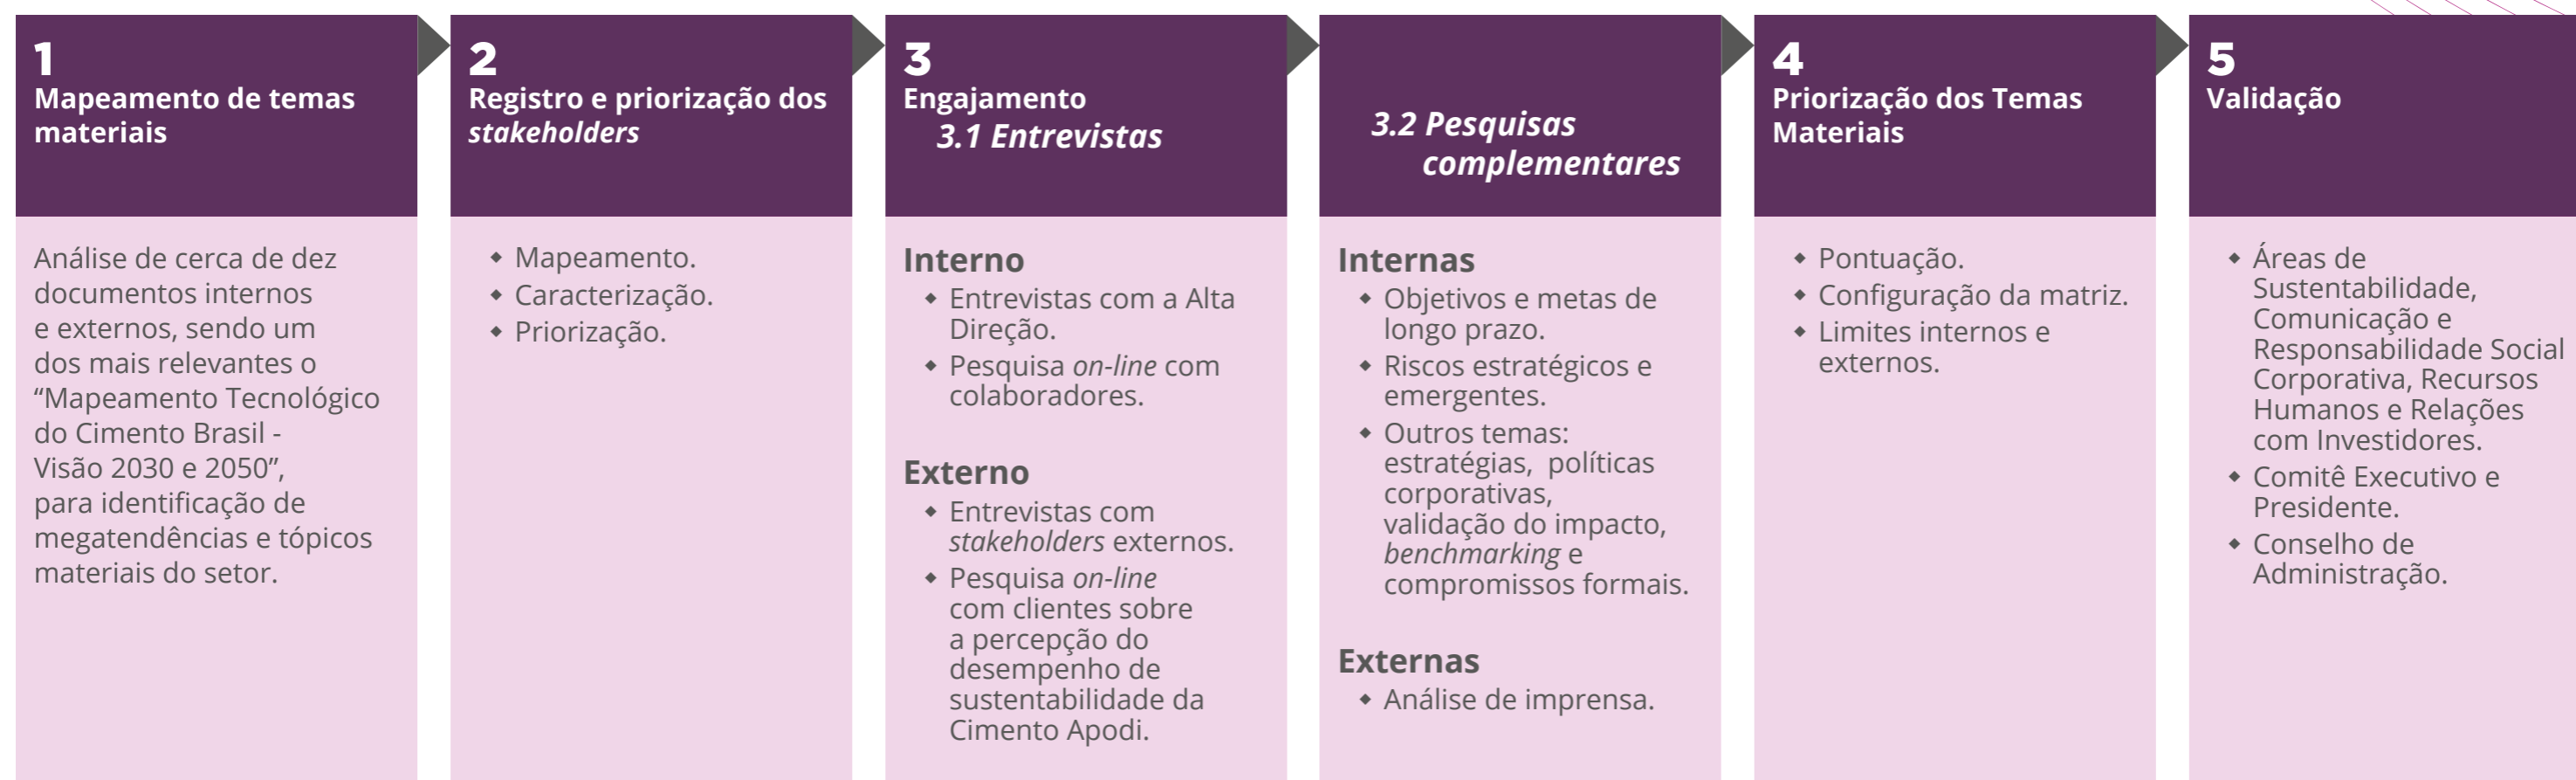 1
Mapeamento de temas
materiais
Análise de cerca de dez
documentos internos
e externos, sendo um
dos mais relevantes o
“Mapeamento Tecnológico
do Cimento Brasil -
Visão 2030 e 2050”,
para identificação de
megatendências e tópicos
materiais do setor.
2
Registro e priorização dos
stakeholders
◆ Mapeamento.
◆ Caracterização.
◆ Priorização.
3
Engajamento
3.1 Entrevistas
Interno
◆ Entrevistas com a Alta
Direção.
◆ Pesquisa on-line com
colaboradores.
Externo
◆ Entrevistas com
stakeholders externos.
◆ Pesquisa on-line
com clientes sobre
a percepção do
desempenho de
sustentabilidade da
Cimento Apodi.
3.2 Pesquisas
complementares
Internas
◆ Objetivos e metas de
longo prazo.
◆ Riscos estratégicos e
emergentes.
◆ Outros temas:
estratégias, políticas
corporativas,
validação do impacto,
benchmarking e
compromissos formais.
Externas
◆ Análise de imprensa.
4
Priorização dos Temas
Materiais
◆ Pontuação.
◆ Configuração da matriz.
◆ Limites internos e
externos.
5
Validação
◆ Áreas de
Sustentabilidade,
Comunicação e
Responsabilidade Social
Corporativa, Recursos
Humanos e Relações
com Investidores.
◆ Comitê Executivo e
Presidente.
◆ Conselho de
Administração.